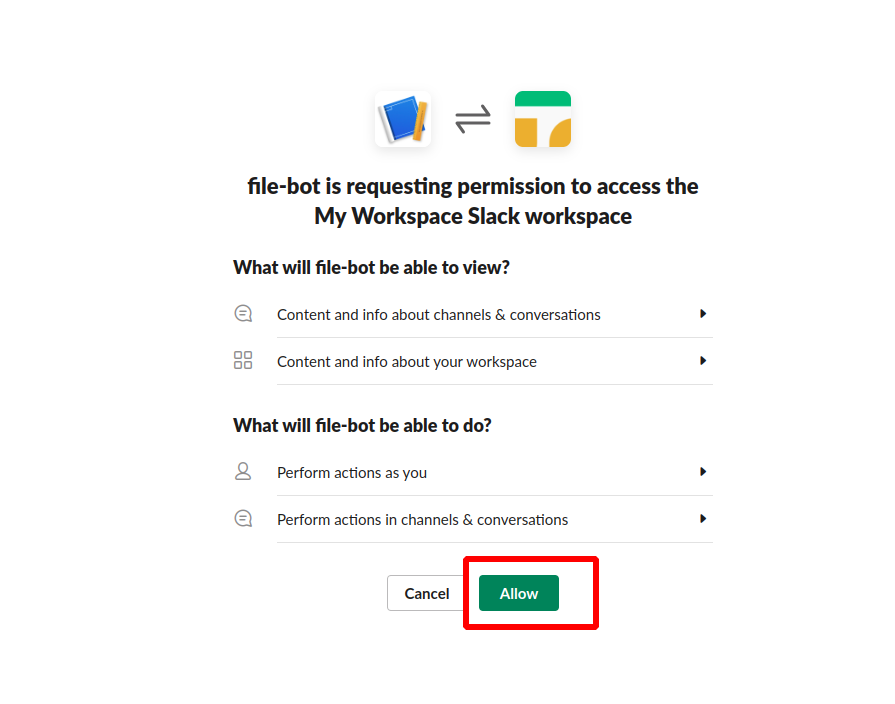 file-bot is requesting permission to access the
My Workspace Slack workspace
What will file-bot be able to view?
Content and info about channels & conversations
Content and info about your workspace
What will file-bot be able to do?
Perform actions as you
Perform actions in channels & conversations
Cancel
Allow